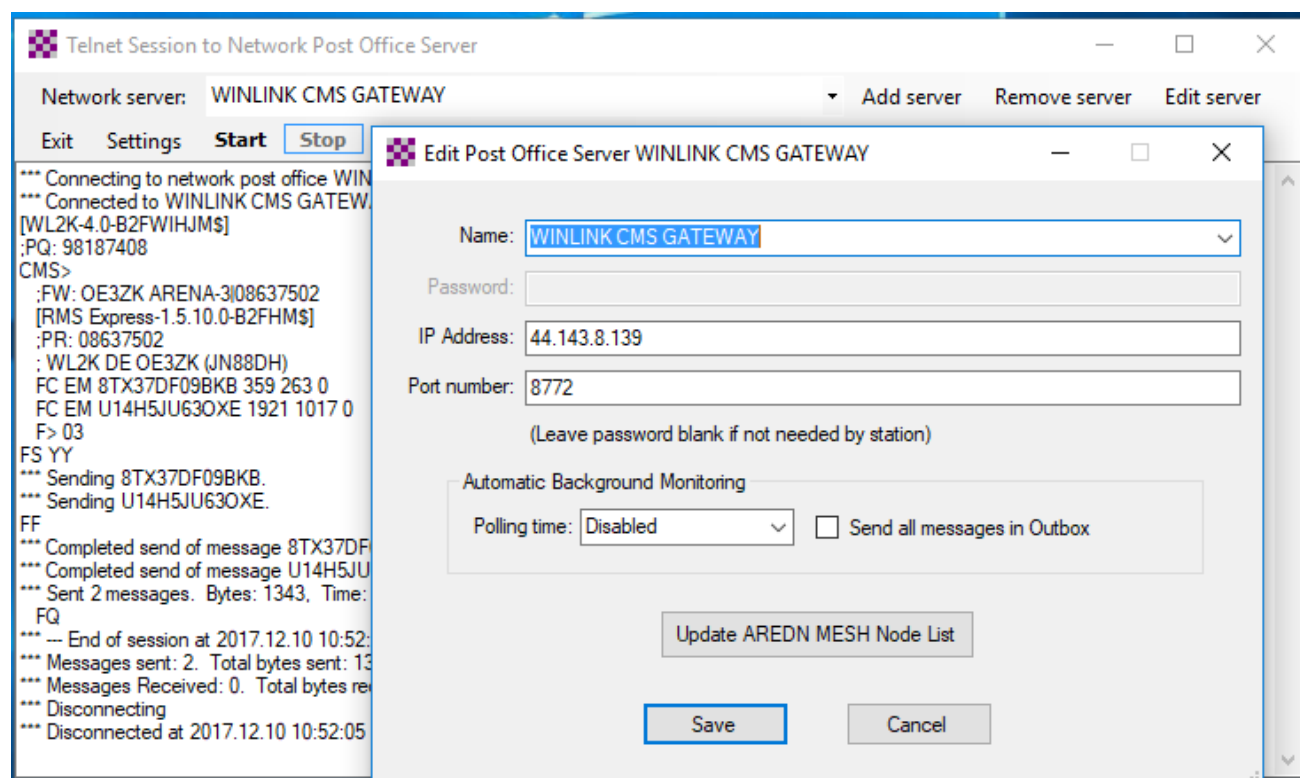 Telnet Session to Network Post Office Server
Network server: WINLINK CMS GATEWAY Add server Remove server Edit server
Exit Settings Start Stop
*** Connecting to network post office WIN
*** Connected to WINLINK CMS GATEW
[WL2K-4.0-B2FWIHJM$]
;PQ: 98187408
CMS>
;FW: OE3ZK ARENA-3|08637502
[RMS Express-1.5.10.0-B2FHM$]
;PR: 08637502
; WL2K DE OE3ZK (JN88DH)
FC EM 8TX37DF09BKB 359 263 0
FC EM U14H5JU63OXE 1921 1017 0
F> 03
FS YY
*** Sending 8TX37DF09BKB.
*** Sending U14H5JU63OXE.
FF
*** Completed send of message 8TX37DF
*** Completed send of message U14H5JU
*** Sent 2 messages. Bytes: 1343, Time:
FQ
*** --- End of session at 2017.12.10 10:52:
*** Messages sent: 2. Total bytes sent: 13
*** Messages Received: 0. Total bytes re
*** Disconnecting
*** Disconnected at 2017.12.10 10:52:05
Edit Post Office Server WINLINK CMS GATEWAY
Name: WINLINK CMS GATEWAY
Password:
IP Address: 44.143.8.139
Port number: 8772
(Leave password blank if not needed by station)
Automatic Background Monitoring
Polling time: Disabled Send all messages in Outbox
Update AREDN MESH Node List
Save Cancel